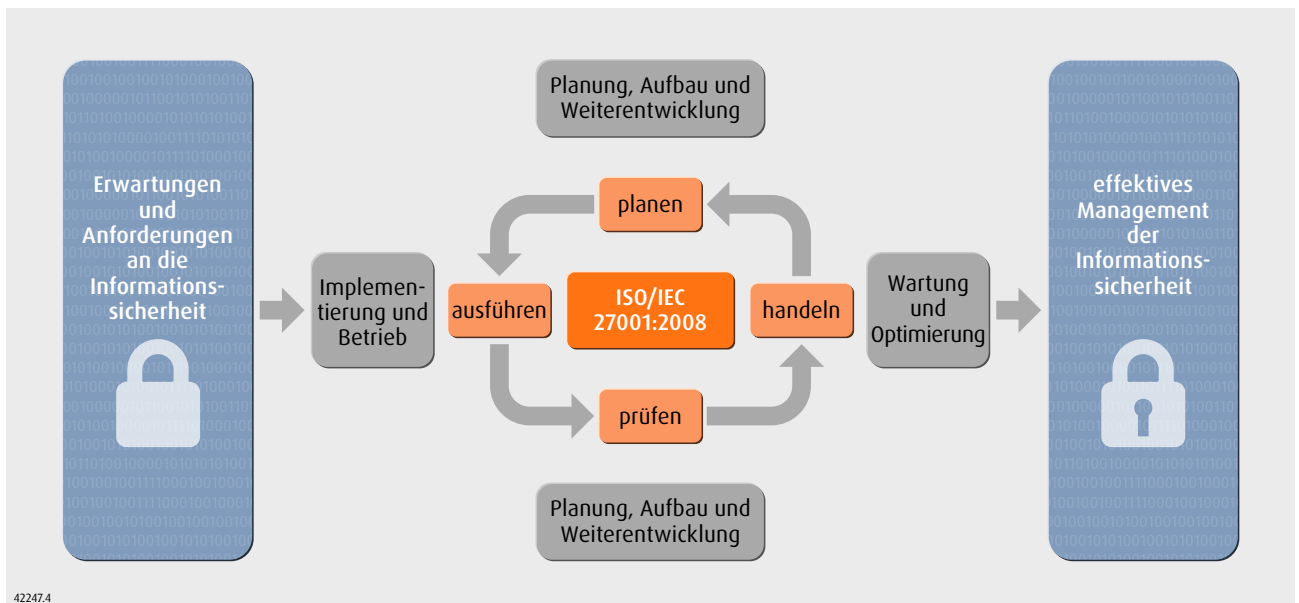 Planung, Aufbau und
Weiterentwicklung
Erwartungen
und
Anforderungen
an die
Informations-
sicherheit
planen
effektives
Management
der
Informations-
sicherheit
Implemen-
tierung und
Betrieb
ausführen
ISO/IEC
27001:2008
handeln
Wartung
und
Optimierung
prüfen
Planung, Aufbau und
Weiterentwicklung
42247.4